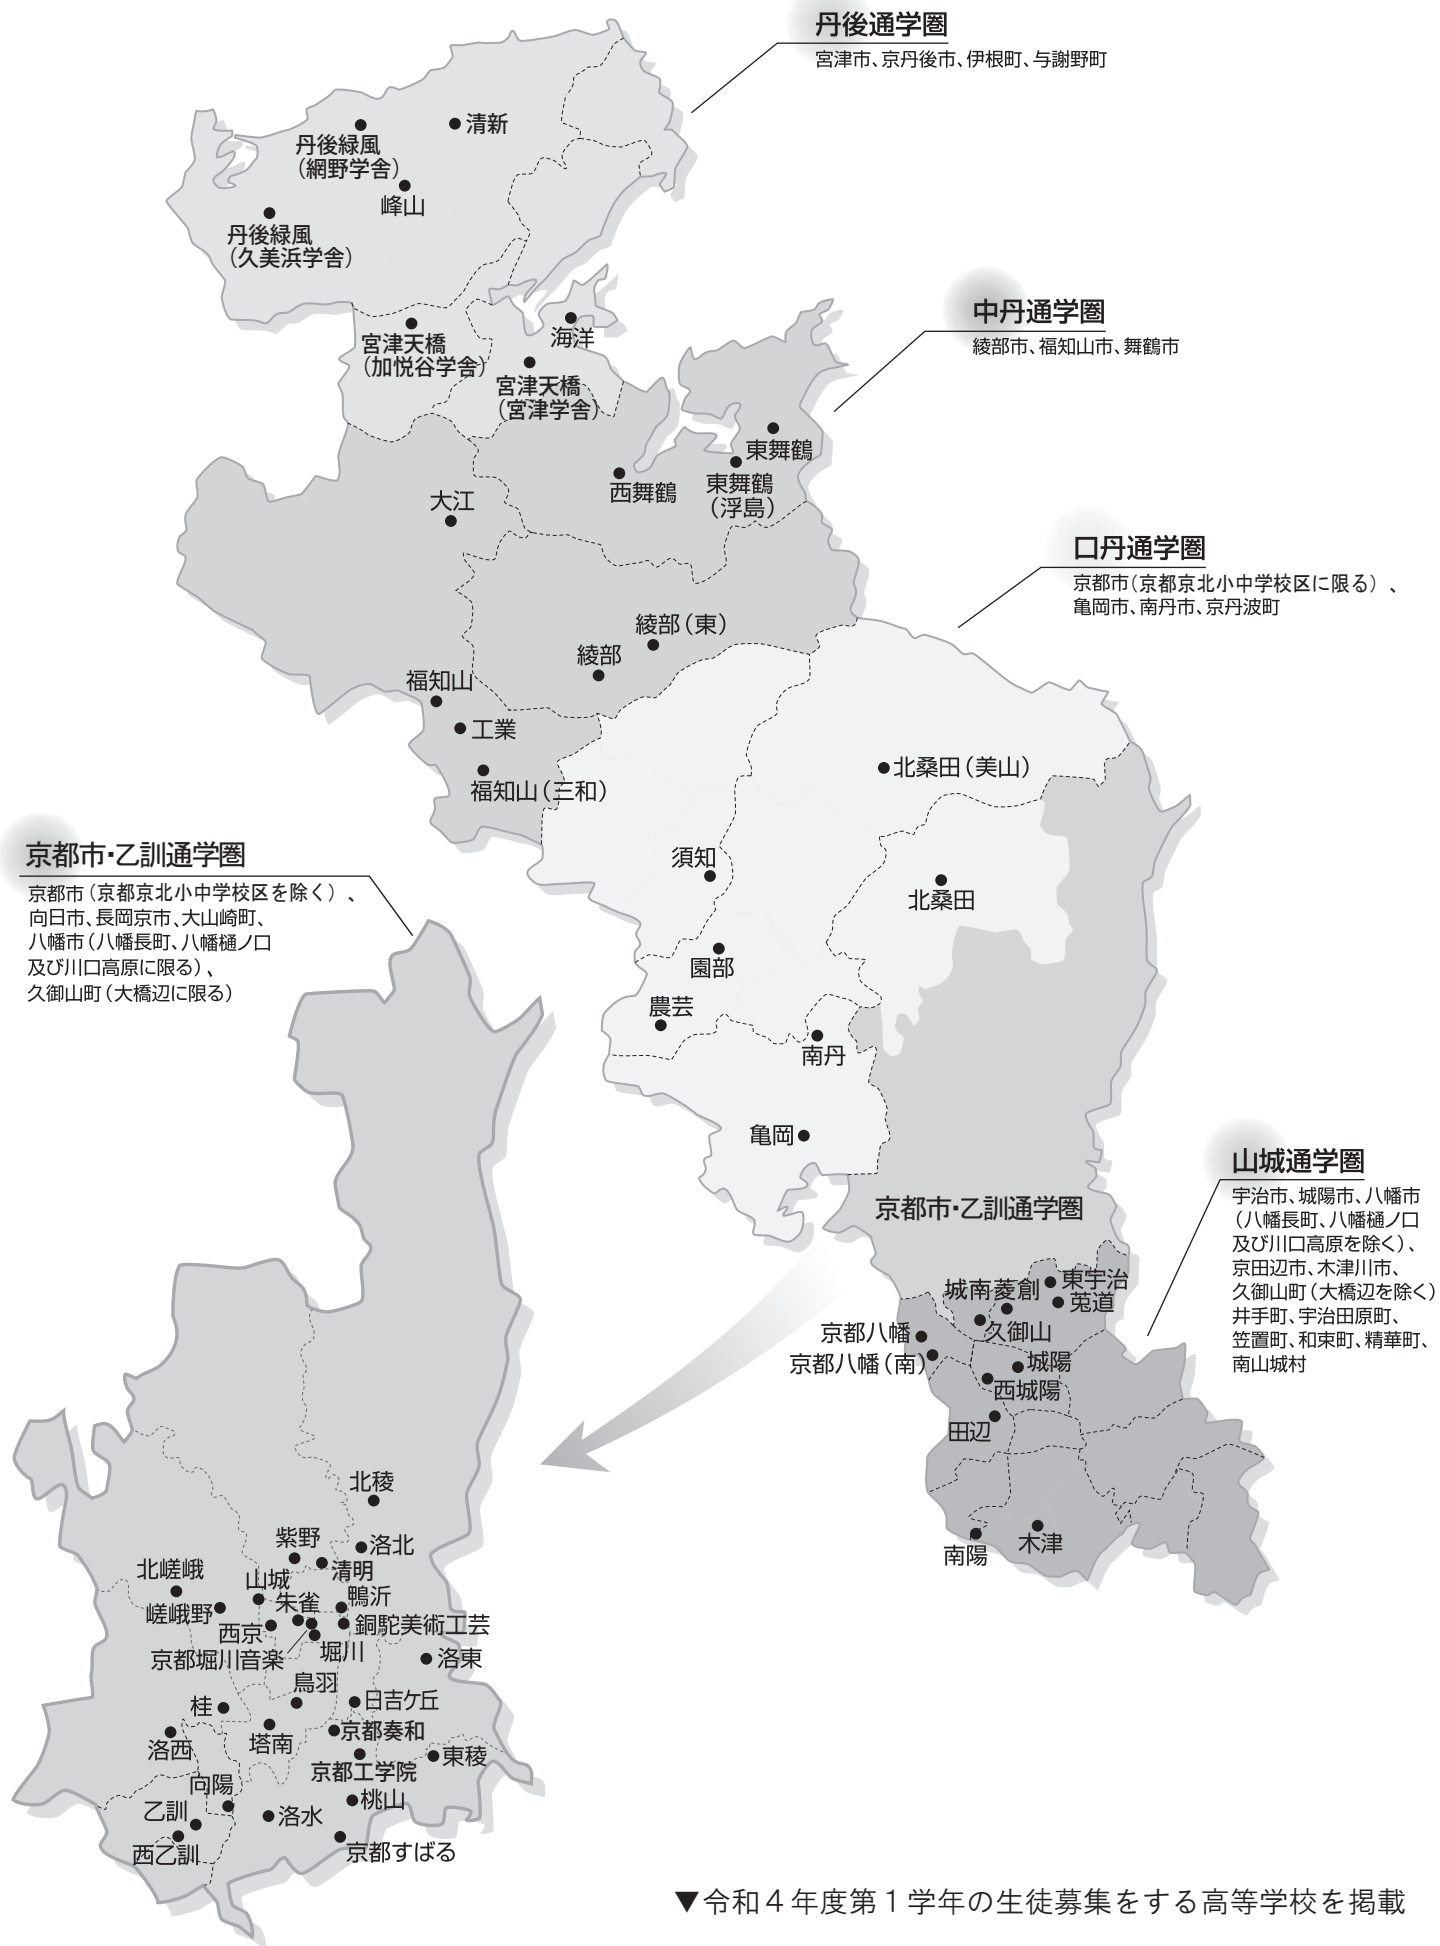 丹後通学圏
宮津市、京丹後市、伊根町、与謝野町
清新
丹後緑風
（網野学舎）
峰山
丹後緑風
（久美浜学舎）
宮津天橋
（加悦谷学舎）
海洋
宮津天橋
（宮津学舎）
中丹通学圏
綾部市、福知山市、舞鶴市
東舞鶴
西舞鶴
東舞鶴
（浮島）
大江
綾部（東）
綾部
福知山
工業
福知山（三和）
口丹通学圏
京都市（京都京北小中学校区に限る）、
亀岡市、南丹市、京丹波町
北桑田（美山）
須知
北桑田
園部
農芸
南丹
亀岡
京都市・乙訓通学圏
京都市（京都京北小中学校区を除く）、
向日市、長岡京市、大山崎町、
八幡市（八幡長町、八幡樋ノ口
及び川口高原に限る）、
久御山町（大橋辺に限る）
山城通学圏
宇治市、城陽市、八幡市
（八幡長町、八幡樋ノ口
及び川口高原を除く）、
京田辺市、木津川市、
久御山町（大橋辺を除く）
井手町、宇治田原町、
笠置町、和束町、精華町、
南山城村
京都市・乙訓通学圏
城南菱創
東宇治
莵道
久御山
京都八幡
京都八幡（南）
城陽
西城陽
田辺
南陽
木津
北稜
洛北
紫野
清明
北嵯峨
山城
鴨沂
嵯峨野
朱雀
西京
銅駝美術工芸
京都堀川音楽
堀川
洛東
鳥羽
桂
日吉ケ丘
塔南
京都奏和
洛西
東稜
京都工学院
向陽
桃山
乙訓
洛水
西乙訓
京都すばる
▼令和４年度第１学年の生徒募集をする高等学校を掲載